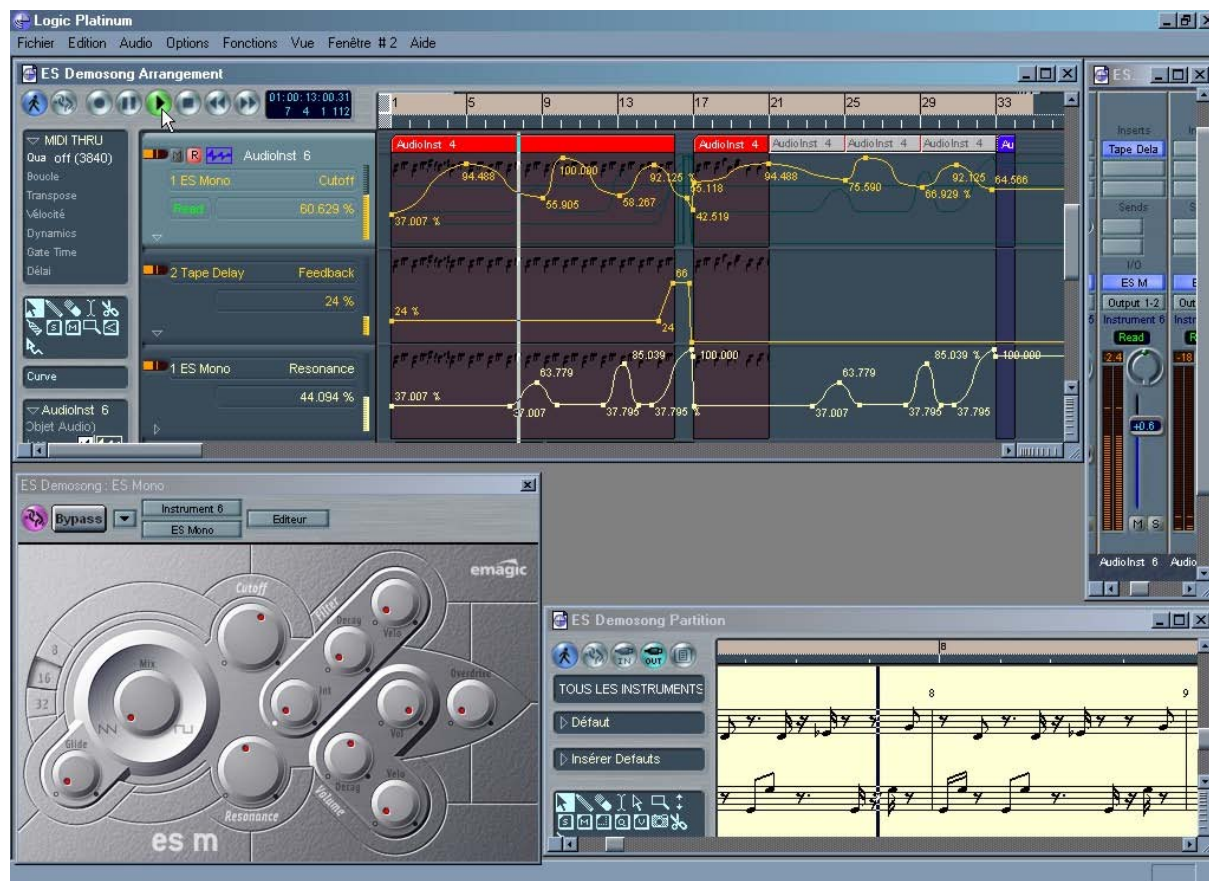 Logic Platinum
Fichier Edition Audio Options Fonctions Vue Fenêtre #2 Aide
ES Demosong Arrangement
01:00:13:00.31
7 4 1 112
1 5 9 13 17 21 25 29 33
MIDI THRU
Qua off (3840)
Boucle
Transpose
Vélocité
Dynamics
Gate Time
Délai
Curve
AudioInst 6
Objet Audio)
M R AudioInst 6
1 ES Mono Cutoff
Read 60.629 %
2 Tape Delay Feedback
24 %
1 ES Mono Resonance
44.094 %
AudioInst 4 AudioInst 4 AudioInst 4 AudioInst 4 AudioInst 4 Au
37.007 % 94.488 55.905 100.000 58.267 92.125 % 42.519 94.488 75.590 66.929 % 92.125 64.566
24 % 24 66
37.007 % 37.007 63.779 37.795 85.039 37.795 % 100.000 37.007 63.779 37.795 85.039 % 37.795 100.000
ES...
Inserts
Tape Dela
Sends
I/O
ES M
Output 1-2 Out
Instrument 6 Instr
Read R
2.4 -18
+0.6
M S
AudioInst 6 Audio
ES Demosong : ES Mono
Bypass
Instrument 6
ES Mono
Editeur
emagic
Cutoff
Filter
Decay
Velo
8
16
32
Mix
Int
Overdrive
Glide
Vol
Resonance
Volume
Decay
Velo
es m
ES Demosong Partition
IN OUT
TOUS LES INSTRUMENTS
Défaut
Insérer Defauts
8
8 9